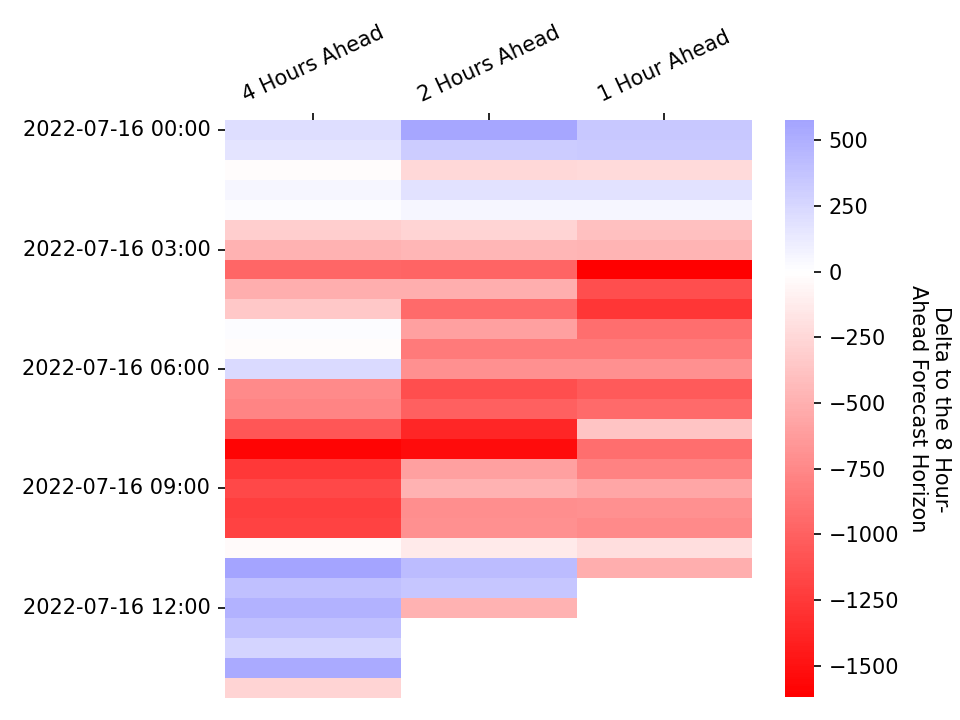 4 Hours Ahead
2 Hours Ahead
1 Hour Ahead
2022-07-16 00:00
2022-07-16 03:00
2022-07-16 06:00
2022-07-16 09:00
2022-07-16 12:00
500
250
0
−250
−500
−750
−1000
−1250
−1500
Delta to the 8 Hour-
Ahead Forecast Horizon